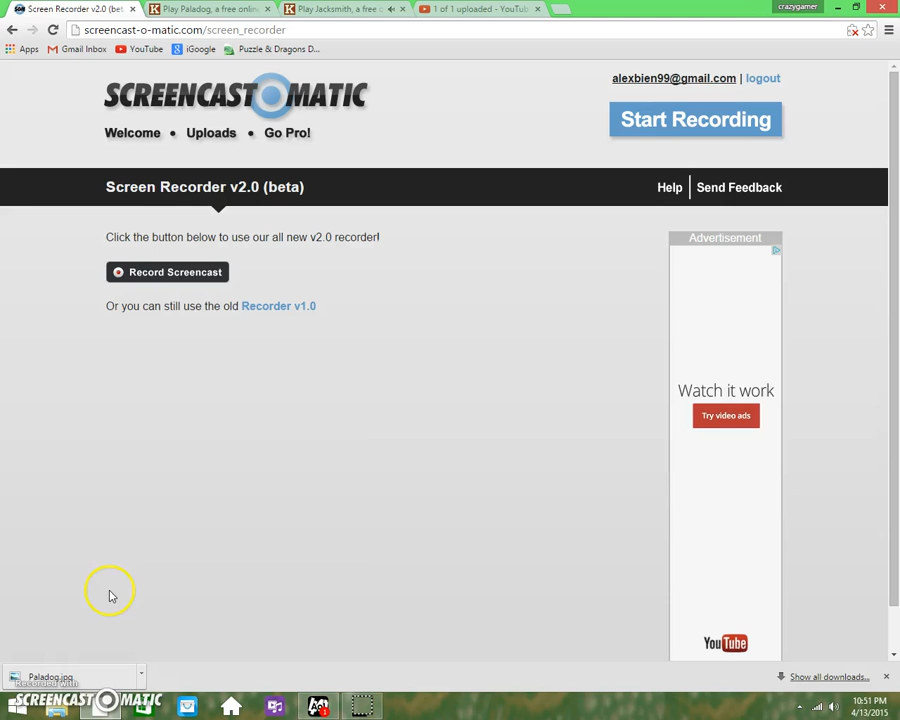 Screen Recorder v2.0 (bet
Play Paladog, a free online
Play Jacksmith, a free
1 of 1 uploaded - YouTub
crazygamer
screencast-o-matic.com/screen_recorder
Apps
Gmail Inbox
YouTube
iGoogle
Puzzle & Dragons D...
SCREENCAST-O-MATIC
alexbien99@gmail.com | logout
Welcome • Uploads • Go Pro!
Start Recording
Screen Recorder v2.0 (beta)
Help | Send Feedback
Click the button below to use our all new v2.0 recorder!
Record Screencast
Or you can still use the old Recorder v1.0
Advertisement
Watch it work
Try video ads
YouTube
Paladog.jpg
Show all downloads...
Recorded with
SCREENCAST-O-MATIC
10:51 PM
4/13/2015